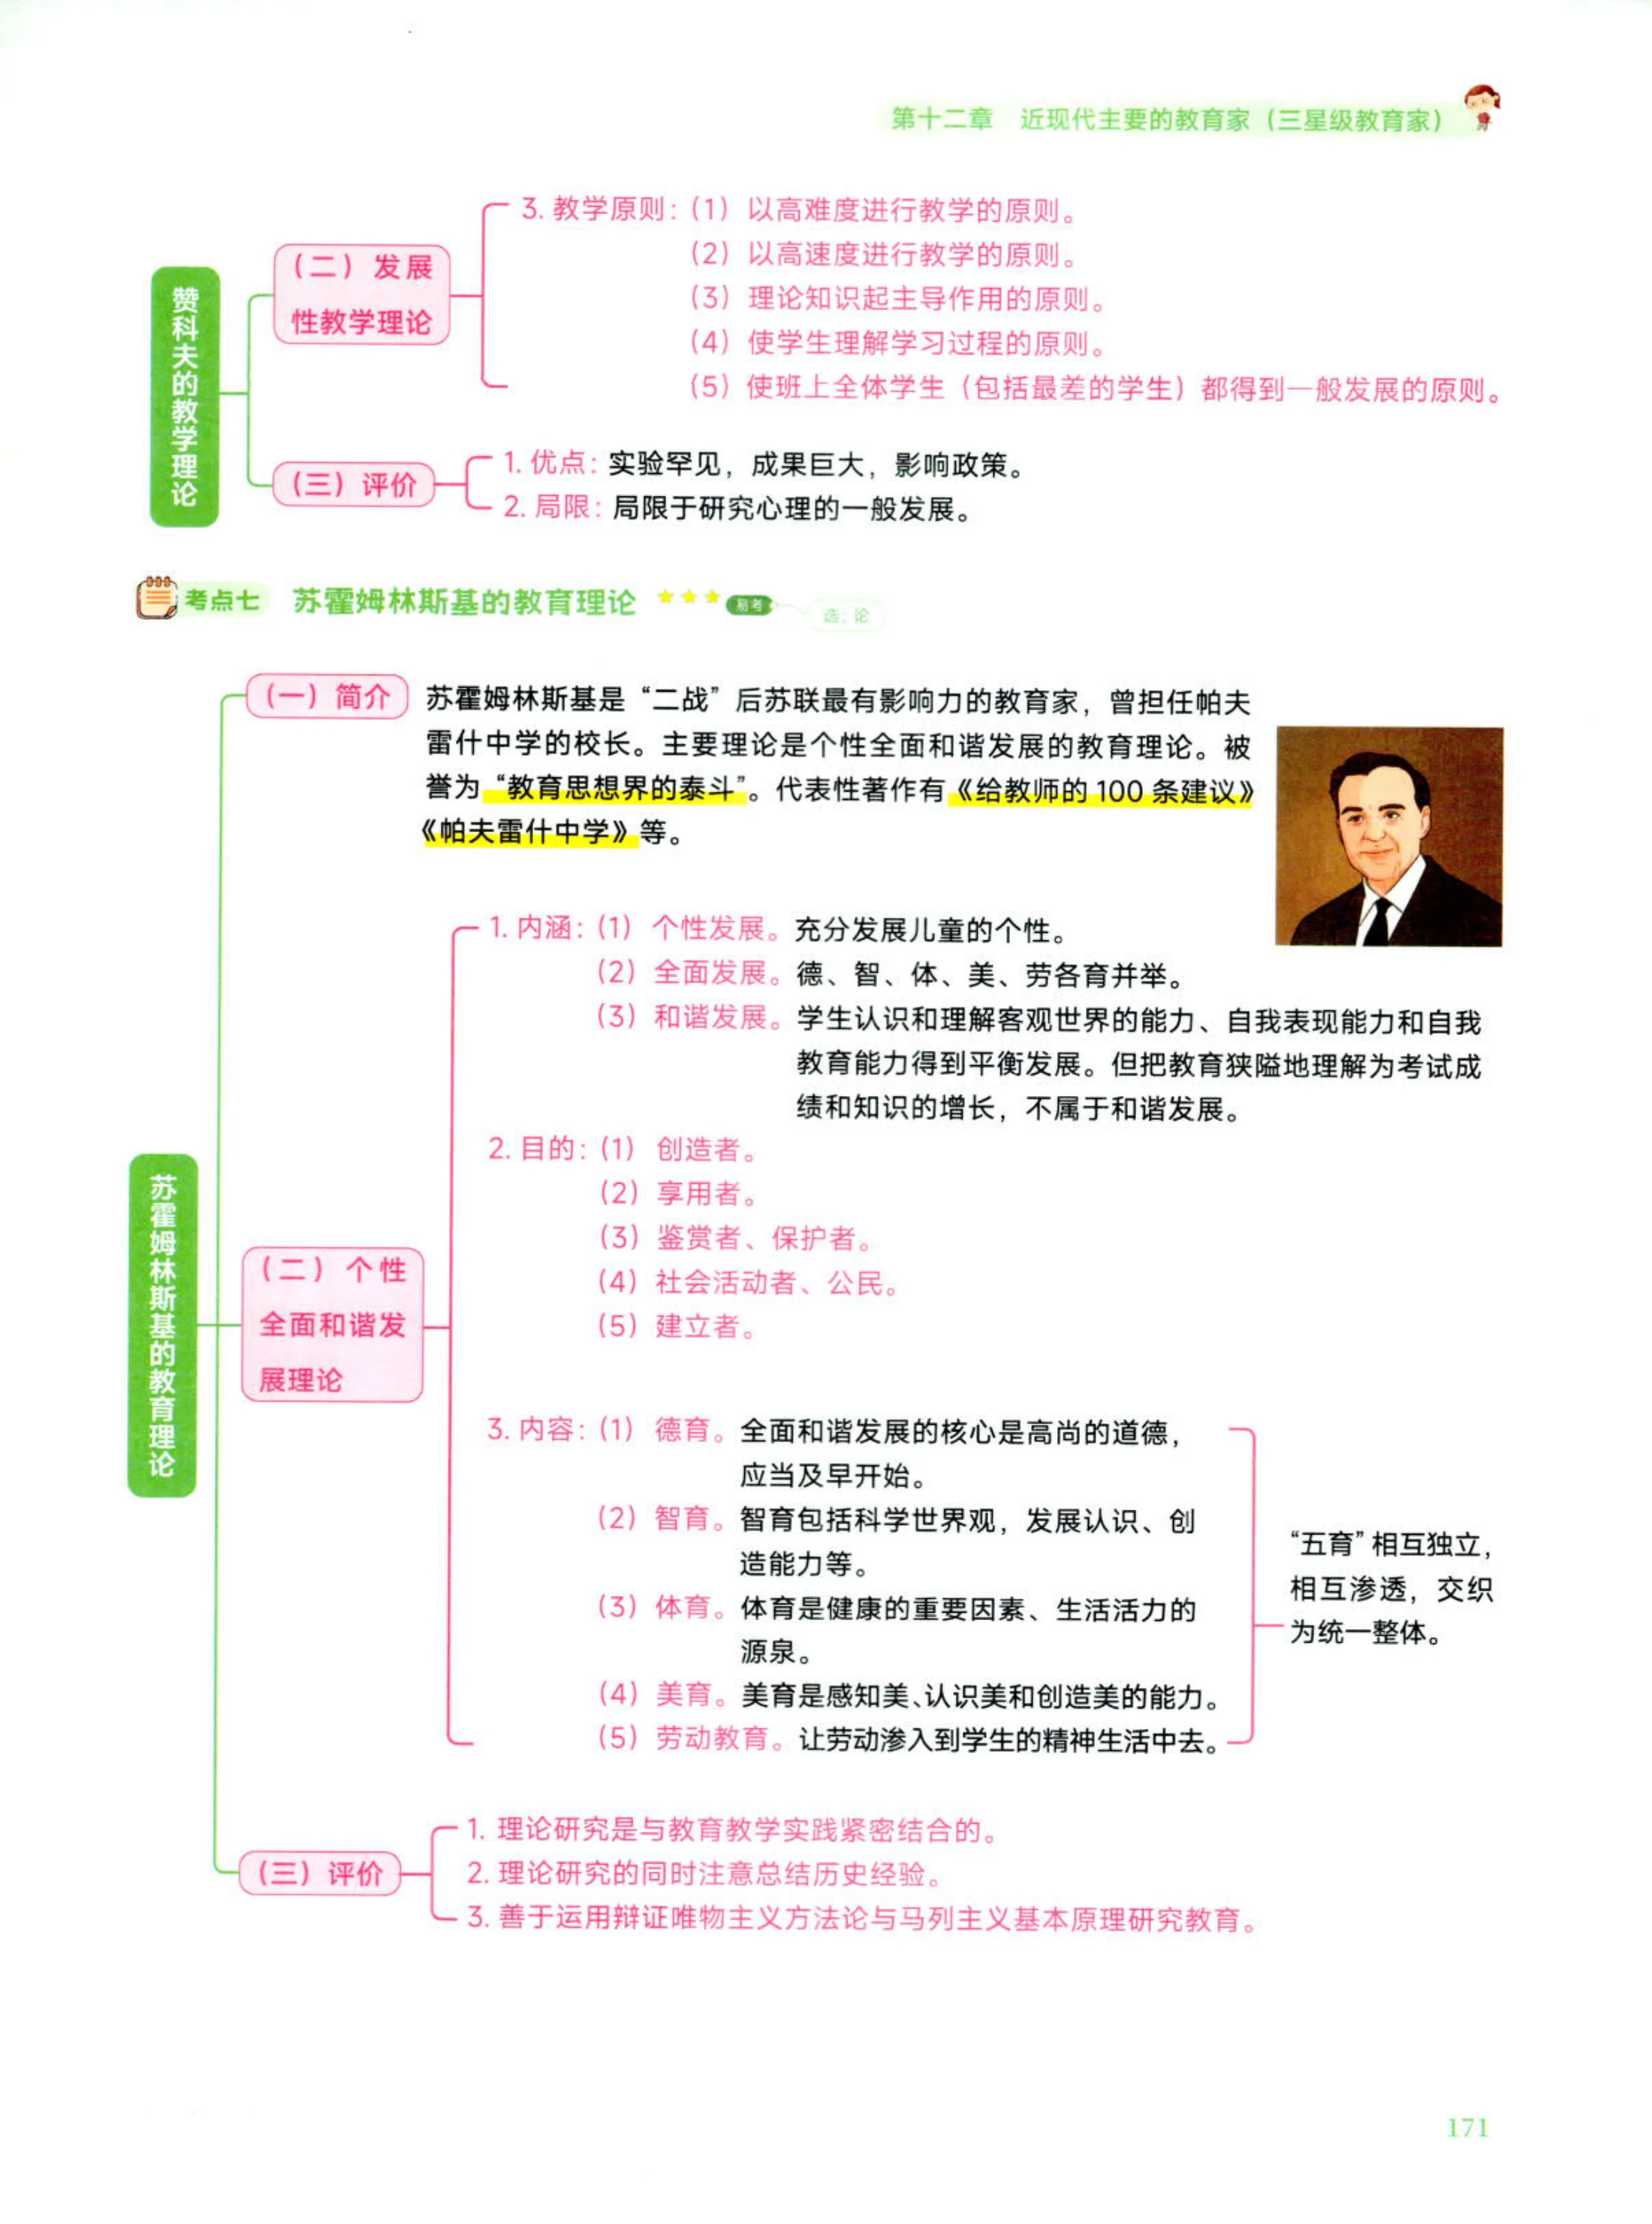 第十二章 近现代主要的教育家（三星级教育家）
赞科夫的教学理论
（二）发展
性教学理论
3. 教学原则：（1）以高难度进行教学的原则。
（2）以高速度进行教学的原则。
（3）理论知识起主导作用的原则。
（4）使学生理解学习过程的原则。
（5）使班上全体学生（包括最差的学生）都得到一般发展的原则。
（三）评价
1. 优点：实验罕见，成果巨大，影响政策。
2. 局限：局限于研究心理的一般发展。
考点七 苏霍姆林斯基的教育理论 ★★★ 易考 选；论
苏霍姆林斯基的教育理论
（一）简介
苏霍姆林斯基是“二战”后苏联最有影响力的教育家，曾担任帕夫
雷什中学的校长。主要理论是个性全面和谐发展的教育理论。被
誉为“教育思想界的泰斗”。代表性著作有《给教师的 100 条建议》
《帕夫雷什中学》等。
（二）个性
全面和谐发
展理论
1. 内涵：（1）个性发展。充分发展儿童的个性。
（2）全面发展。德、智、体、美、劳各育并举。
（3）和谐发展。学生认识和理解客观世界的能力、自我表现能力和自我
教育能力得到平衡发展。但把教育狭隘地理解为考试成
绩和知识的增长，不属于和谐发展。
2. 目的：（1）创造者。
（2）享用者。
（3）鉴赏者、保护者。
（4）社会活动者、公民。
（5）建立者。
3. 内容：（1）德育。全面和谐发展的核心是高尚的道德，
应当及早开始。
（2）智育。智育包括科学世界观，发展认识、创
造能力等。
（3）体育。体育是健康的重要因素、生活活力的
源泉。
（4）美育。美育是感知美、认识美和创造美的能力。
（5）劳动教育。让劳动渗入到学生的精神生活中去。
“五育”相互独立，
相互渗透，交织
为统一整体。
（三）评价
1. 理论研究是与教育教学实践紧密结合的。
2. 理论研究的同时注意总结历史经验。
3. 善于运用辩证唯物主义方法论与马列主义基本原理研究教育。
171